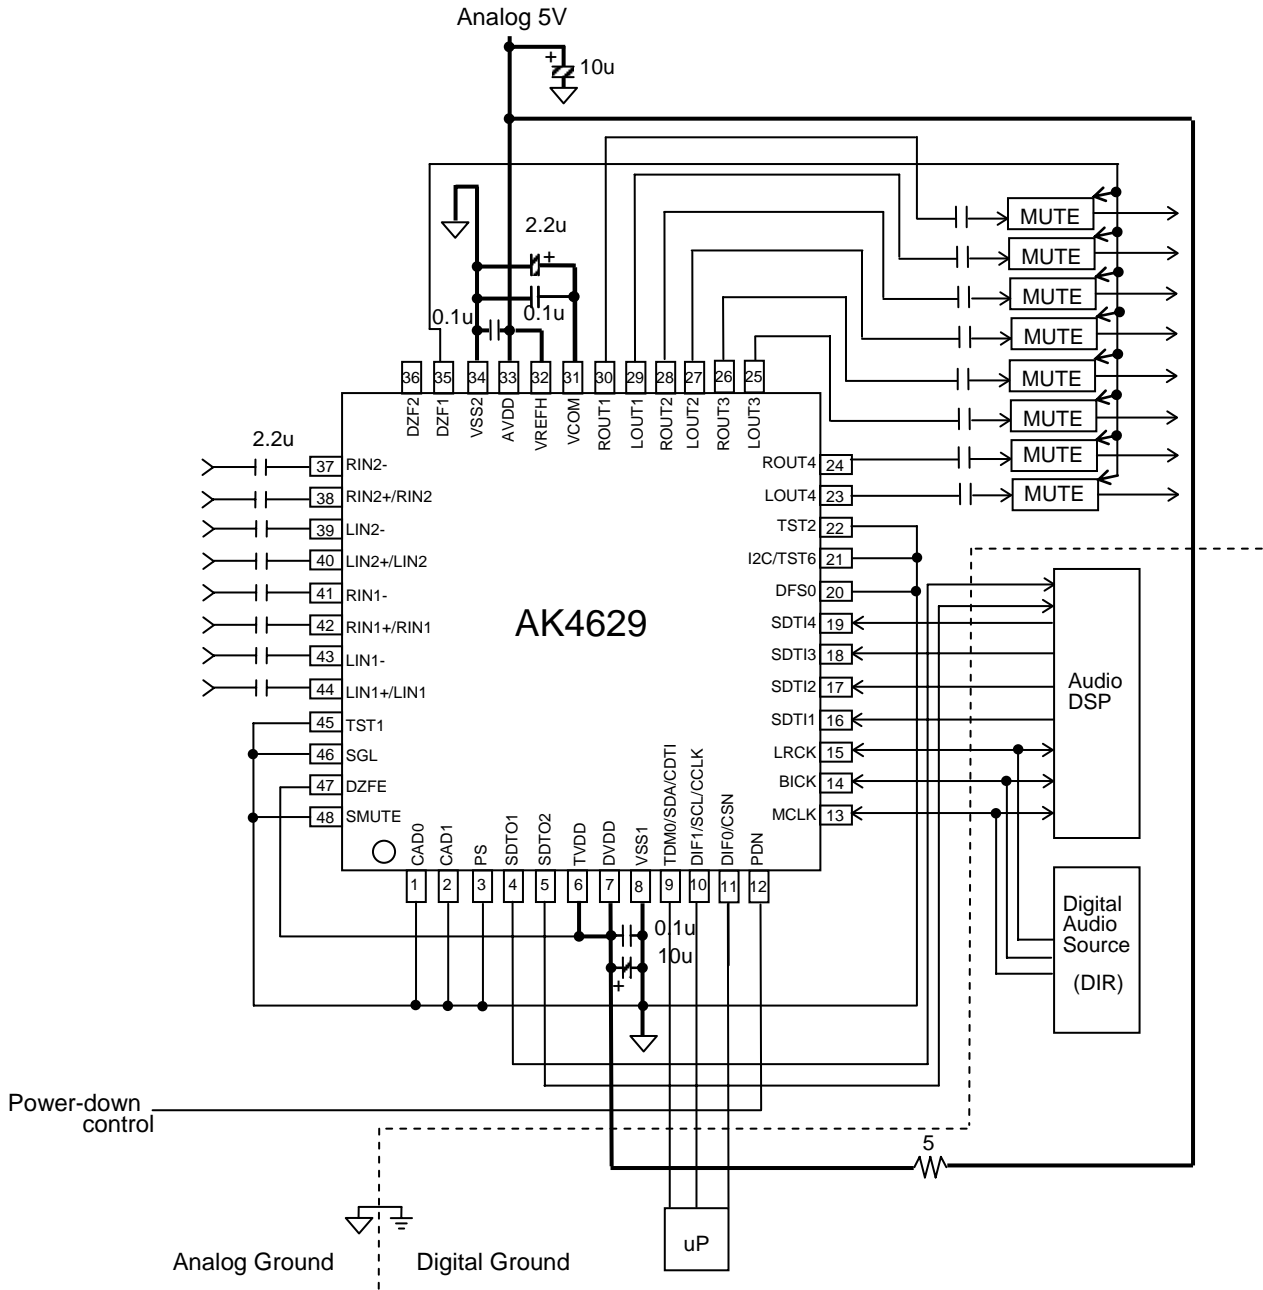 Analog 5V
+
10u
2.2u
+
0.1u
0.1u
MUTE
MUTE
MUTE
MUTE
MUTE
MUTE
MUTE
MUTE
36
35
34
33
32
31
30
29
28
27
26
25
DZF2
DZF1
VSS2
AVDD
VREFH
VCOM
ROUT1
LOUT1
ROUT2
LOUT2
ROUT3
LOUT3
2.2u
37 RIN2-
38 RIN2+/RIN2
39 LIN2-
40 LIN2+/LIN2
41 RIN1-
42 RIN1+/RIN1
43 LIN1-
44 LIN1+/LIN1
45 TST1
46 SGL
47 DZFE
48 SMUTE
AK4629
ROUT4 24
LOUT4 23
TST2 22
I2C/TST6 21
DFS0 20
SDTI4 19
SDTI3 18
SDTI2 17
SDTI1 16
LRCK 15
BICK 14
MCLK 13
Audio
DSP
Digital
Audio
Source
(DIR)
CAD0
CAD1
PS
SDTO1
SDTO2
TVDD
DVDD
VSS1
TDM0/SDA/CDTI
DIF1/SCL/CCLK
DIF0/CSN
PDN
1
2
3
4
5
6
7
8
9
10
11
12
0.1u
10u
+
Power-down
control
5
uP
Analog Ground
Digital Ground